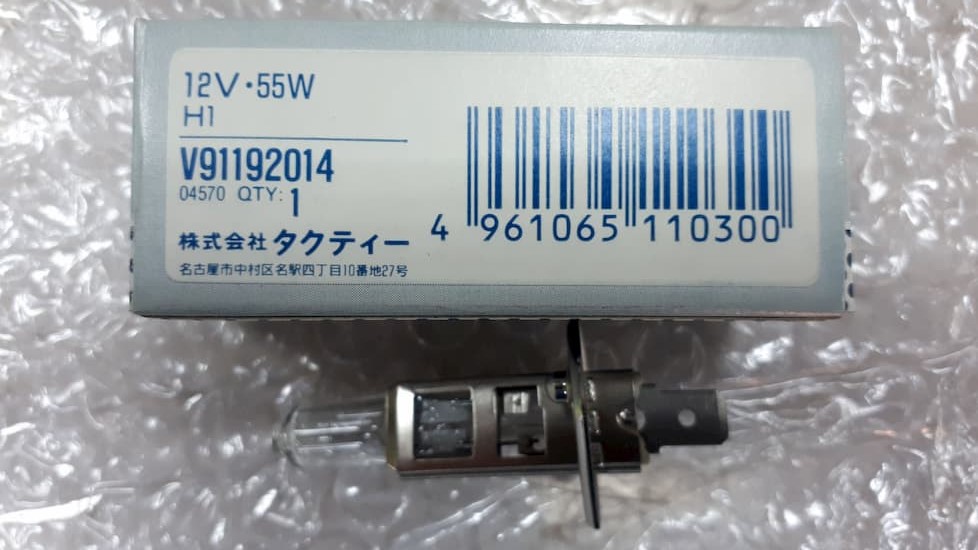 12V・55W
H1
V91192014
04570 QTY: 1
株式会社 タクティー
名古屋市中村区名駅四丁目10番地27号
4 961065 110300